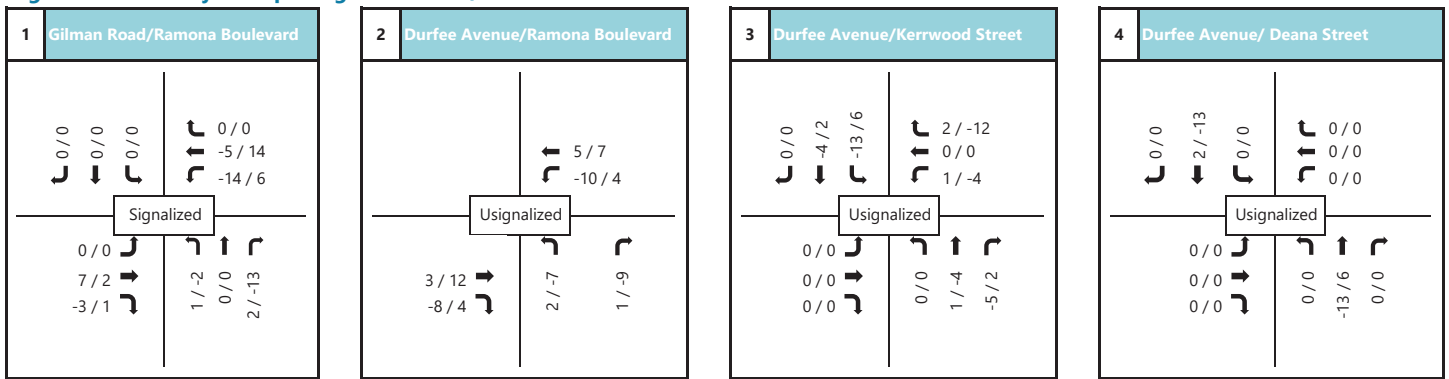 1 Gilman Road/Ramona Boulevard
0 / 0
0 / 0
0 / 0
0 / 0
-5 / 14
-14 / 6
Signalized
0 / 0
7 / 2
-3 / 1
1 / -2
0 / 0
2 / -13
2 Durfee Avenue/Ramona Boulevard
5 / 7
-10 / 4
Usignalized
3 / 12
-8 / 4
2 / -7
1 / -9
3 Durfee Avenue/Kerrwood Street
0 / 0
-4 / 2
-13 / 6
2 / -12
0 / 0
1 / -4
Usignalized
0 / 0
0 / 0
0 / 0
0 / 0
1 / -4
-5 / 2
4 Durfee Avenue/ Deana Street
0 / 0
2 / -13
0 / 0
0 / 0
0 / 0
0 / 0
Usignalized
0 / 0
0 / 0
0 / 0
0 / 0
-13 / 6
0 / 0